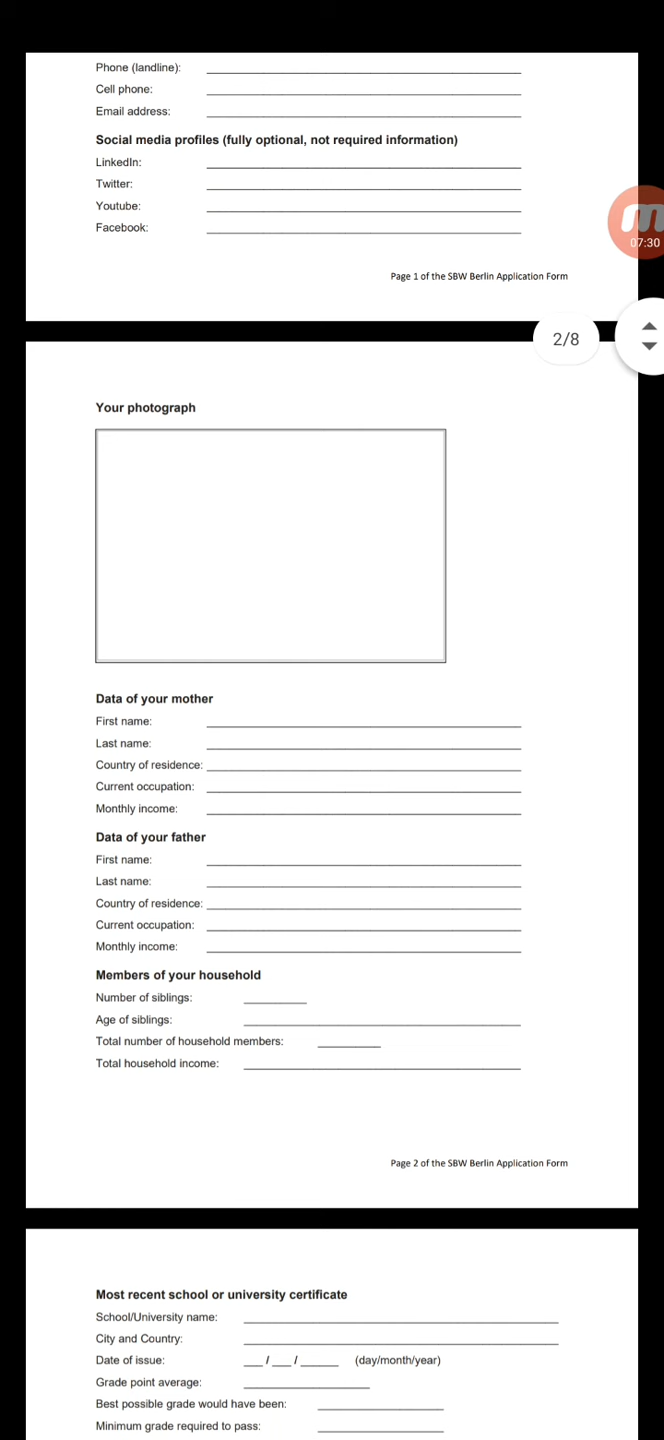 Phone (landline):
Cell phone:
Email address:
Social media profiles (fully optional, not required information)
LinkedIn:
Twitter:
Youtube:
Facebook:
07:30
Page 1 of the SBW Berlin Application Form
2/8
Your photograph
Data of your mother
First name:
Last name:
Country of residence:
Current occupation:
Monthly income:
Data of your father
First name:
Last name:
Country of residence:
Current occupation:
Monthly income:
Members of your household
Number of siblings:
Age of siblings:
Total number of household members:
Total household income:
Page 2 of the SBW Berlin Application Form
Most recent school or university certificate
School/University name:
City and Country:
Date of issue: ___ / ___ / ______ (day/month/year)
Grade point average:
Best possible grade would have been:
Minimum grade required to pass: